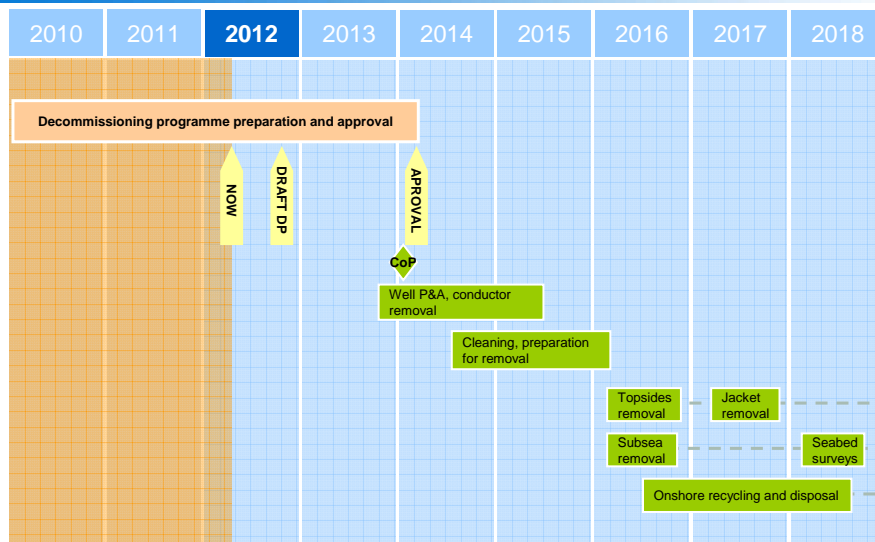 2010 2011 2012 2013 2014 2015 2016 2017 2018
Decommissioning programme preparation and approval
NOW
DRAFT DP
APROVAL
CoP
Well P&A, conductor
removal
Cleaning, preparation
for removal
Topsides
removal
Jacket
removal
Subsea
removal
Seabed
surveys
Onshore recycling and disposal